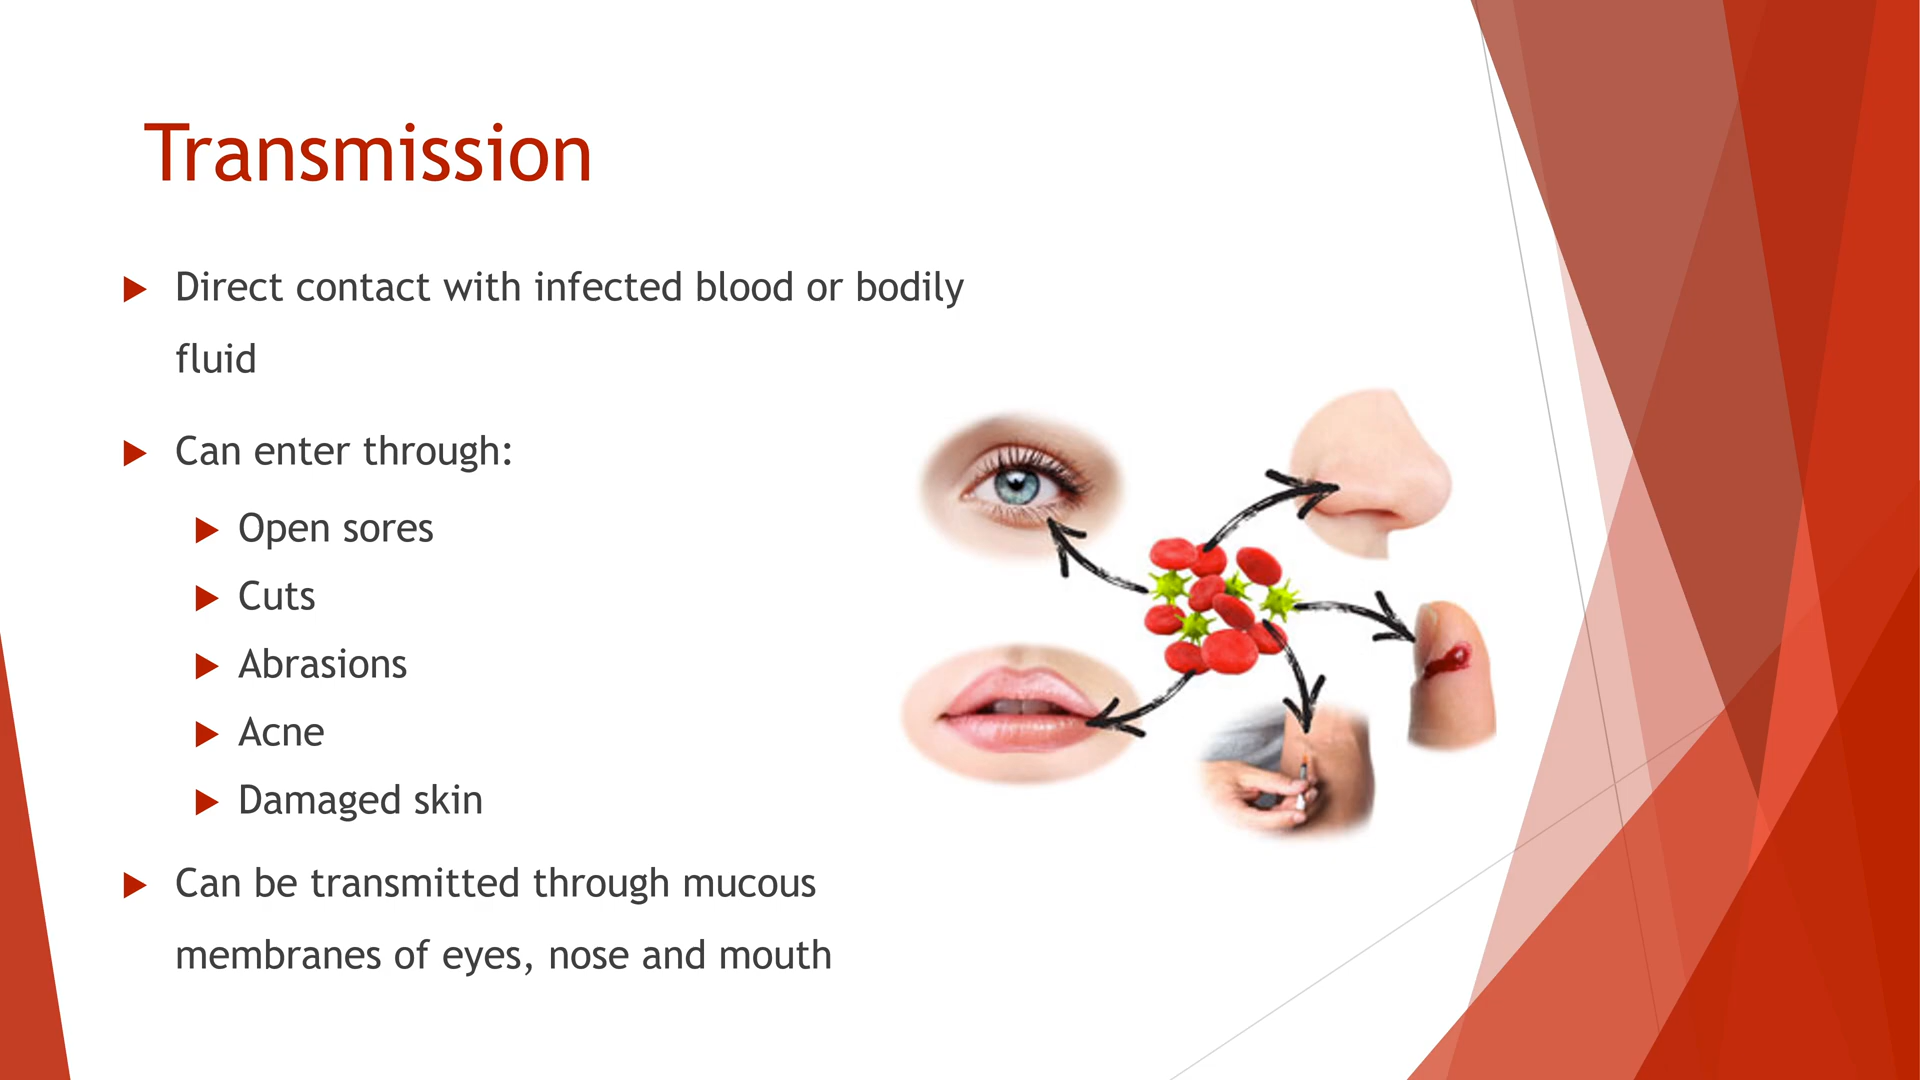 Transmission
Direct contact with infected blood or bodily
fluid
Can enter through:
Open sores
Cuts
Abrasions
Acne
Damaged skin
Can be transmitted through mucous
membranes of eyes, nose and mouth